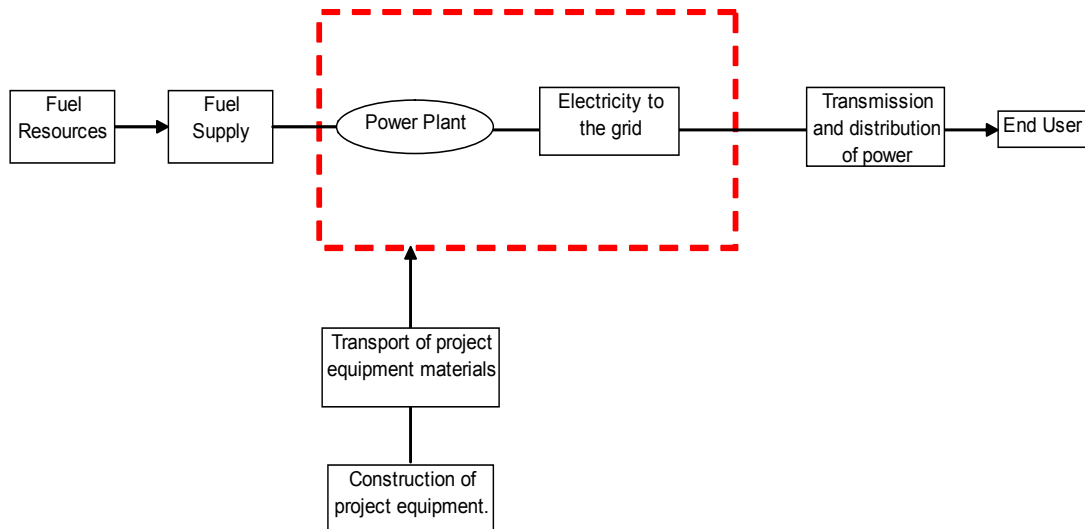 Fuel
Resources
Fuel
Supply
Power Plant
Electricity to
the grid
Transmission
and distribution
of power
End User
Transport of project
equipment materials
Construction of
project equipment.